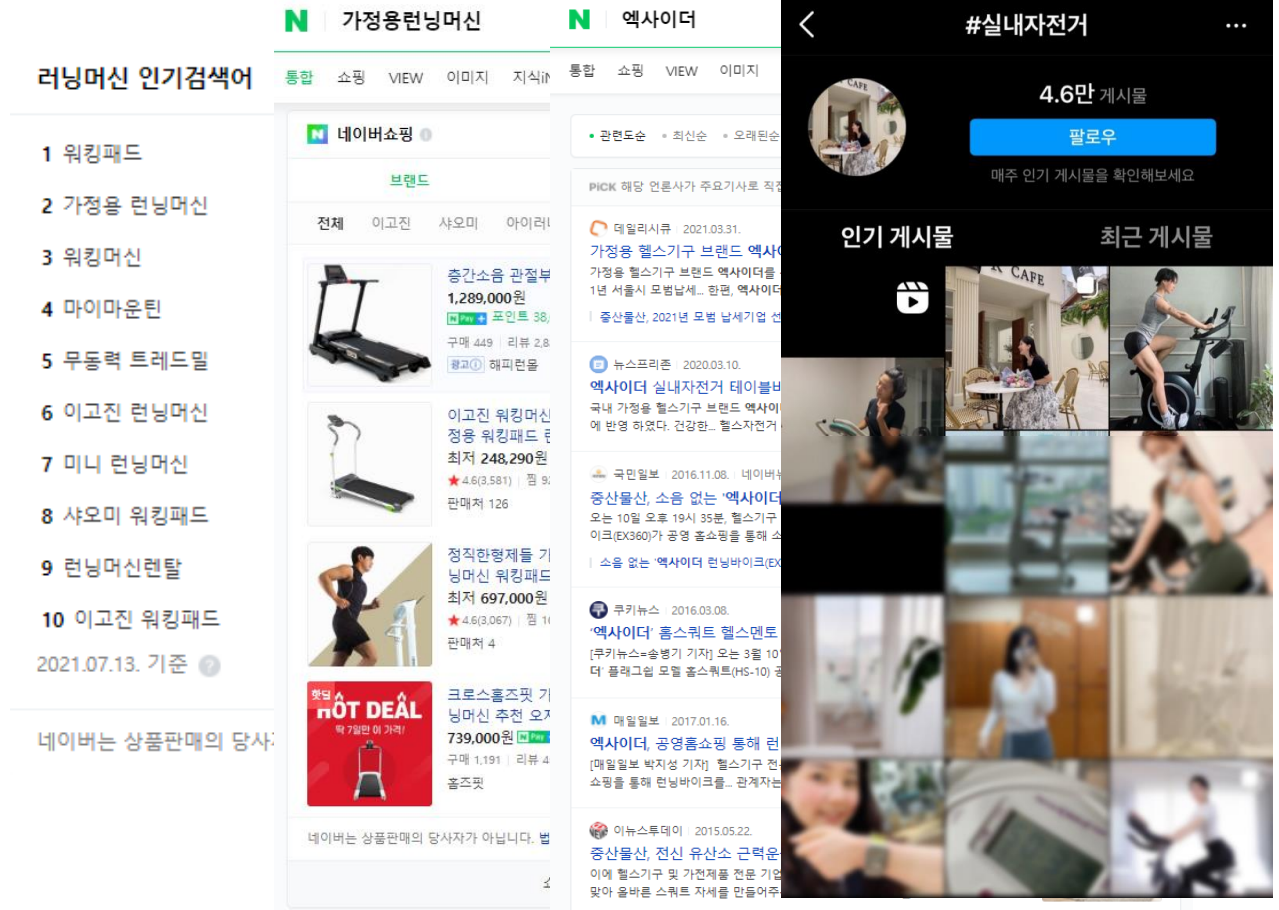 러닝머신 인기검색어
1 워킹패드
2 가정용 런닝머신
3 워킹머신
4 마이마운틴
5 무동력 트레드밀
6 이고진 런닝머신
7 미니 런닝머신
8 샤오미 워킹패드
9 런닝머신렌탈
10 이고진 워킹패드
2021.07.13. 기준 ?
네이버는 상품판매의 당사
N 가정용런닝머신
통합 쇼핑 VIEW 이미지 지식iN
N 네이버쇼핑
브랜드
전체 이고진 샤오미 아이러너
층간소음 관절부
1,289,000원
N Pay + 포인트 38,
구매 449 리뷰 2,8
광고 해피런몰
이고진 워킹머신
정용 워킹패드 런
최저 248,290원
4.6(3,581) 찜
판매처 126
정직한형제들 가
닝머신 워킹패드
최저 697,000원
4.6(3,067) 찜
판매처 4
핫딜
HOT DEAL
딱 7일만 이 가격!
크로스홈즈핏 가
닝머신 추천 오
739,000원 N Pay
구매 1,191 리뷰 4
홈즈핏
네이버는 상품판매의 당사자가 아닙니다. 법
N 엑사이더
통합 쇼핑 VIEW 이미지
관련도순 최신순 오래된순
PiCK 해당 언론사가 주요기사로 직접
데일리시큐 2021.03.31.
가정용 헬스기구 브랜드 엑사
가정용 헬스기구 브랜드 엑사이더를
1년 서울시 모범납세... 한편, 엑사이더
중산물산, 2021년 모범 납세기업 선
뉴스프리존 2020.03.10.
엑사이더 실내자전거 테이블바
국내 가정용 헬스기구 브랜드 엑사이
에 반영 하였다. 건강한... 헬스자전거
국민일보 2016.11.08. 네이버뉴
중산물산, 소음 없는 '엑사이더
오는 10일 오후 19시 35분, 헬스기구
이크(EX360)가 공영 홈쇼핑을 통해 소
소음 없는 '엑사이더 런닝바이크(EX
쿠키뉴스 2016.03.08.
'엑사이더' 홈스쿼트 헬스멘토
[쿠키뉴스=송병기 기자] 오는 3월 10
더' 플래그쉽 모델 홈스쿼트(HS-10) 공
매일일보 2017.01.16.
엑사이더, 공영홈쇼핑 통해 런
[매일일보 박지성 기자] 헬스기구 전
쇼핑을 통해 런닝바이크를... 관계자는
이뉴스투데이 2015.05.22.
중산물산, 전신 유산소 근력운
이에 헬스기구 및 가전제품 전문 기업
맞아 올바른 스쿼트 자세를 만들어주
#실내자전거
4.6만 게시물
팔로우
매주 인기 게시물을 확인해보세요
인기 게시물 최근 게시물
CAFE
K CAFE